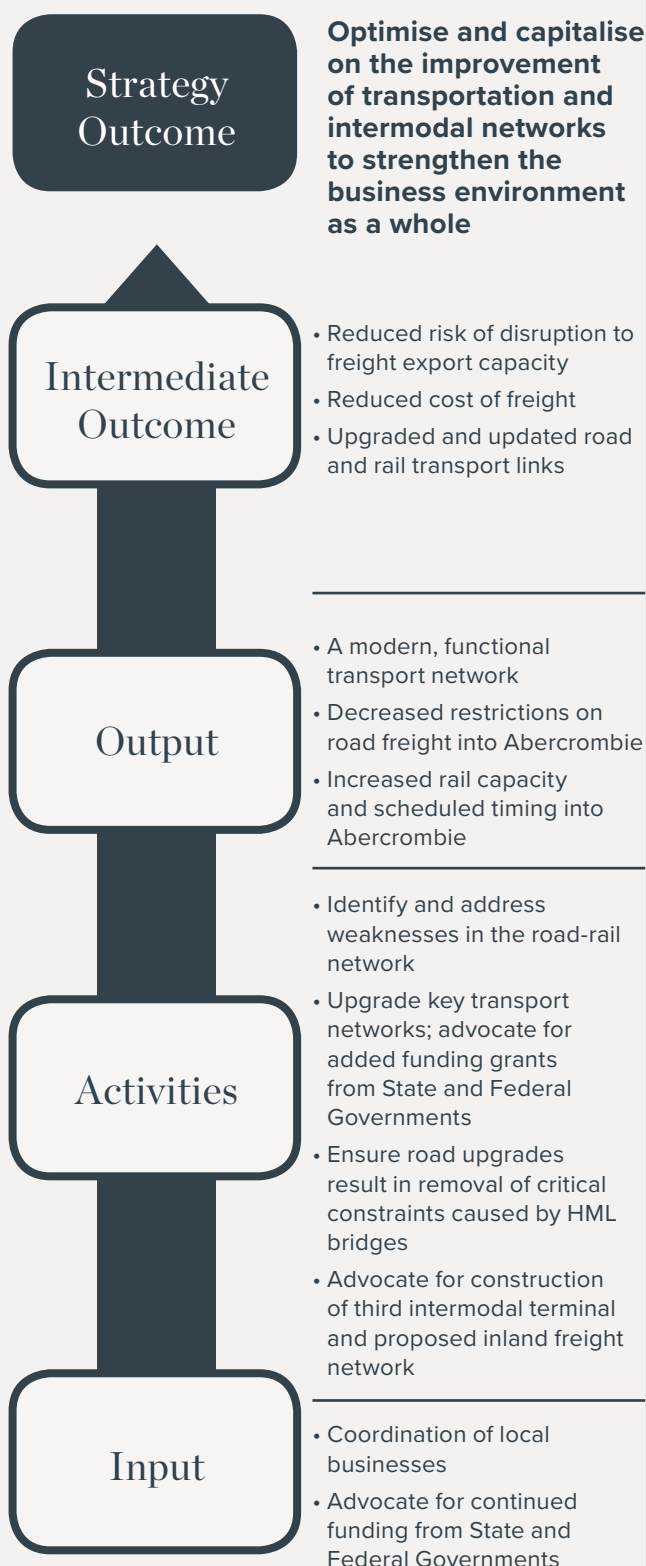 Strategy
Outcome
Optimise and capitalise
on the improvement
of transportation and
intermodal networks
to strengthen the
business environment
as a whole
Intermediate
Outcome
• Reduced risk of disruption to
freight export capacity
• Reduced cost of freight
• Upgraded and updated road
and rail transport links
Output
• A modern, functional
transport network
• Decreased restrictions on
road freight into Abercrombie
• Increased rail capacity
and scheduled timing into
Abercrombie
Activities
• Identify and address
weaknesses in the road-rail
network
• Upgrade key transport
networks; advocate for
added funding grants
from State and Federal
Governments
• Ensure road upgrades
result in removal of critical
constraints caused by HML
bridges
• Advocate for construction
of third intermodal terminal
and proposed inland freight
network
Input
• Coordination of local
businesses
• Advocate for continued
funding from State and
Federal Governments